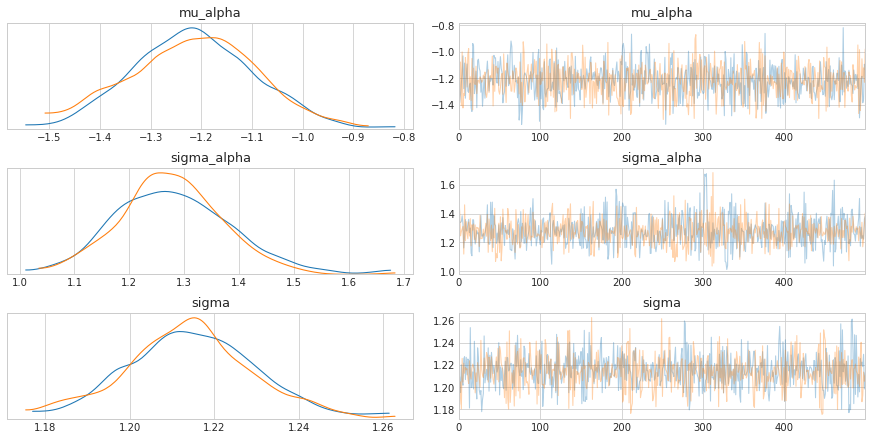 mu_alpha
−1.5 −1.4 −1.3 −1.2 −1.1 −1.0 −0.9 −0.8
mu_alpha
−0.8
−1.0
−1.2
−1.4
0 100 200 300 400
sigma_alpha
1.0 1.1 1.2 1.3 1.4 1.5 1.6 1.7
sigma_alpha
1.6
1.4
1.2
1.0
0 100 200 300 400
sigma
1.18 1.20 1.22 1.24 1.26
sigma
1.26
1.24
1.22
1.20
1.18
0 100 200 300 400